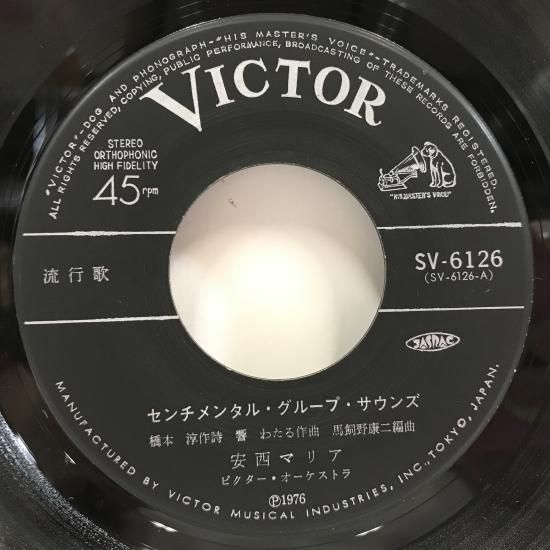 "VICTOR"-DOG AND PHONOGRAPH-"HIS MASTER'S VOICE"-TRADEMARKS REGISTERED.
ALL RIGHTS RESERVED, COPYING, PUBLIC PERFORMANCE, BROADCASTING OF THESE RECORDS ARE FORBIDDEN.
VICTOR
STEREO
ORTHOPHONIC
HIGH FIDELITY
45 rpm
"HIS MASTER'S VOICE"
流行歌
SV-6126
(SV-6126-A)
JASRAC
センチメンタル・グループ・サウンズ
橋本 淳作詩 響 わたる作曲 馬飼野康二編曲
安西マリア
ビクター・オーケストラ
Ⓟ1976
MANUFACTURED BY VICTOR MUSICAL INDUSTRIES, INC., TOKYO, JAPAN.